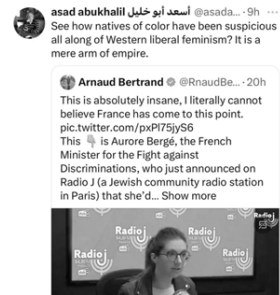 asad abukhalil أسعد أبو خليل @asada... · 9h
See how natives of color have been suspicious
all along of Western liberal feminism? It is a
mere arm of empire.
Arnaud Bertrand @RnaudBe... · 20h
This is absolutely insane, I literally cannot
believe France has come to this point.
pic.twitter.com/pxPl75jyS6
This 👇 is Aurore Bergé, the French
Minister for the Fight against
Discriminations, who just announced on
Radio J (a Jewish community radio station
in Paris) that she'd... Show more
Radio J
Radio J
Radio J
Radio J
Radio J